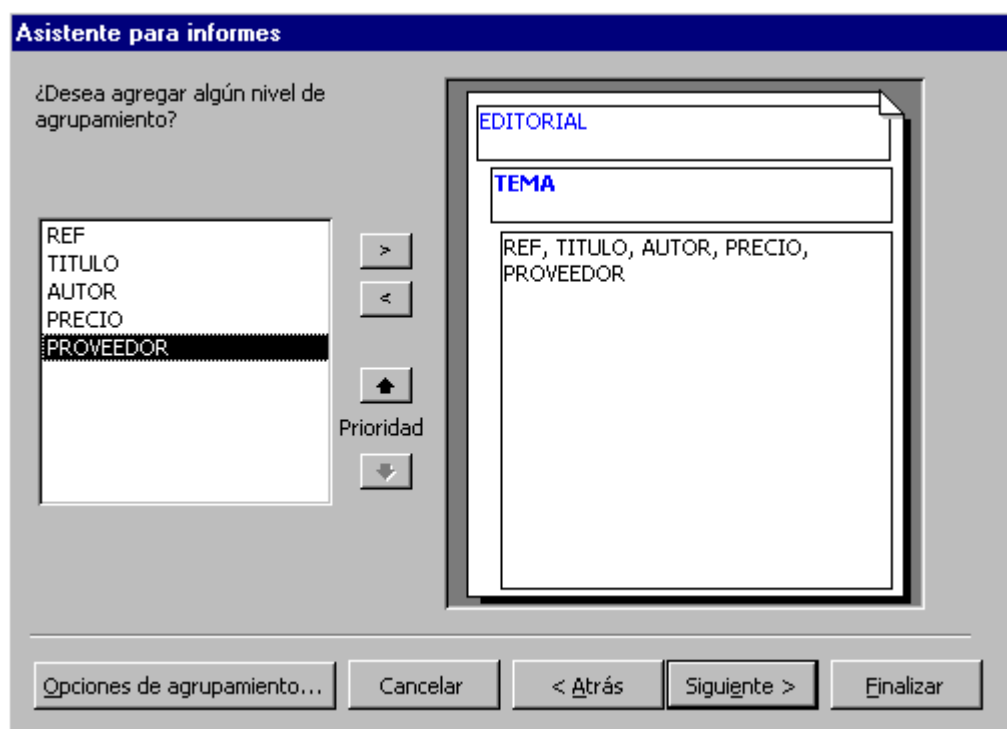 Asistente para informes
¿Desea agregar algún nivel de
agrupamiento?
REF
TITULO
AUTOR
PRECIO
PROVEEDOR
>
<
Prioridad
EDITORIAL
TEMA
REF, TITULO, AUTOR, PRECIO,
PROVEEDOR
Opciones de agrupamiento...
Cancelar
< Atrás
Siguiente >
Finalizar